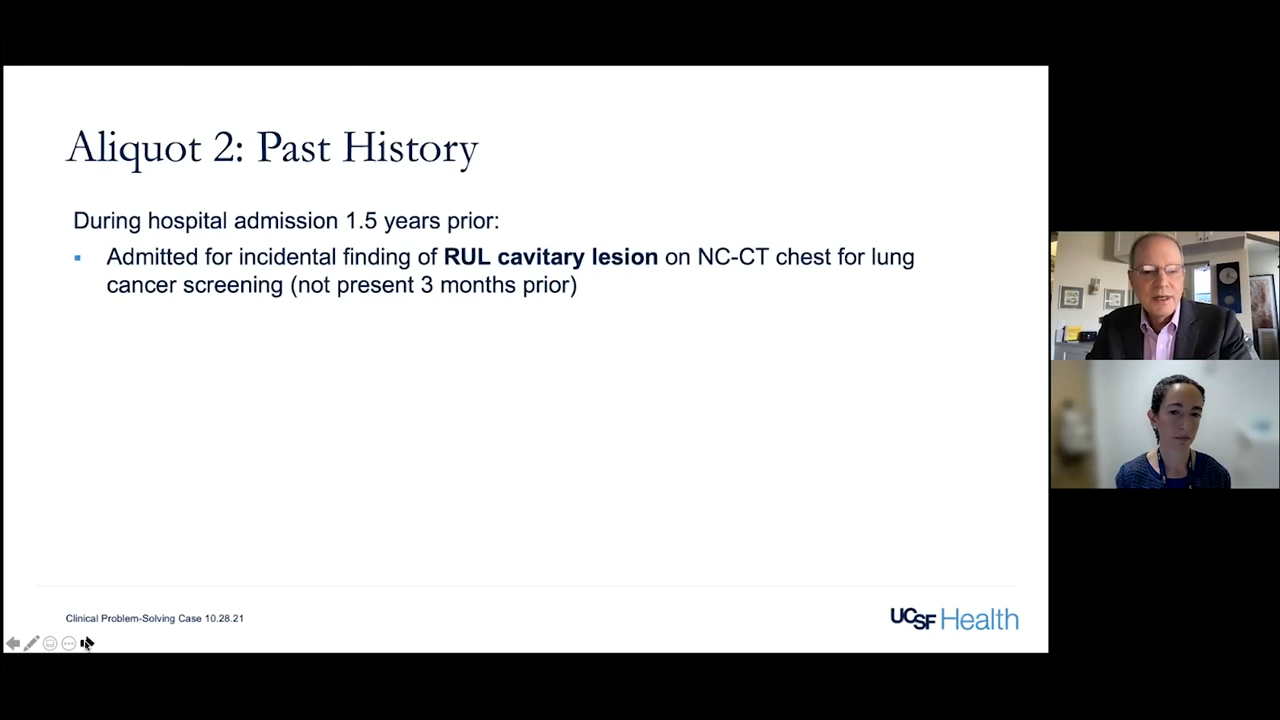 Aliquot 2: Past History
During hospital admission 1.5 years prior:
▪ Admitted for incidental finding of RUL cavitary lesion on NC-CT chest for lung
cancer screening (not present 3 months prior)
Clinical Problem-Solving Case 10.28.21
UCSF Health